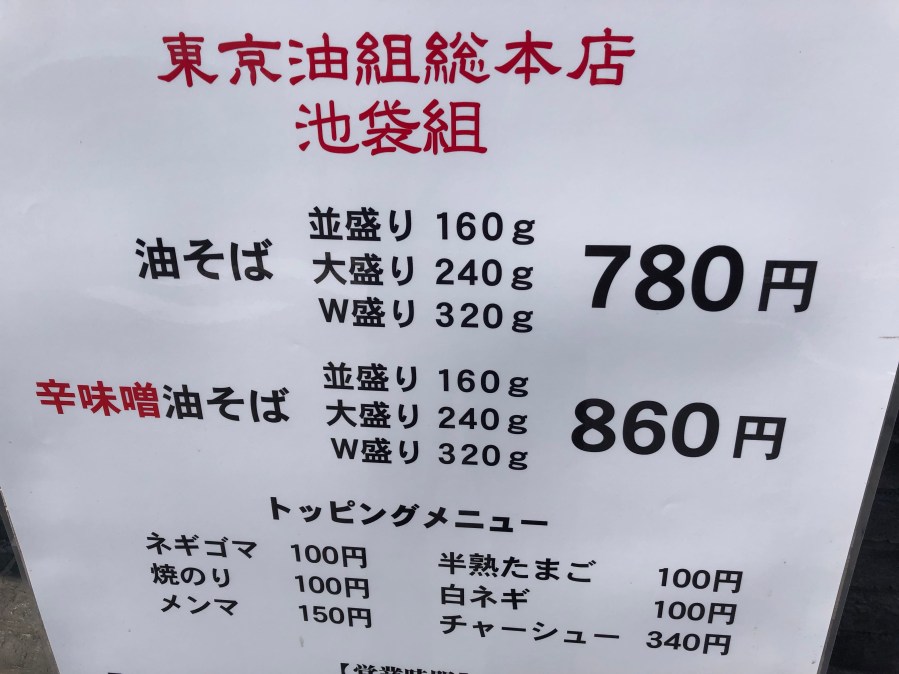 東京油組総本店
池袋組
油そば 並盛り 160g 780円
大盛り 240g
W盛り 320g
辛味噌油そば 並盛り 160g 860円
大盛り 240g
W盛り 320g
トッピングメニュー
ネギゴマ 100円 半熟たまご 100円
焼のり 100円 白ネギ 100円
メンマ 150円 チャーシュー 340円